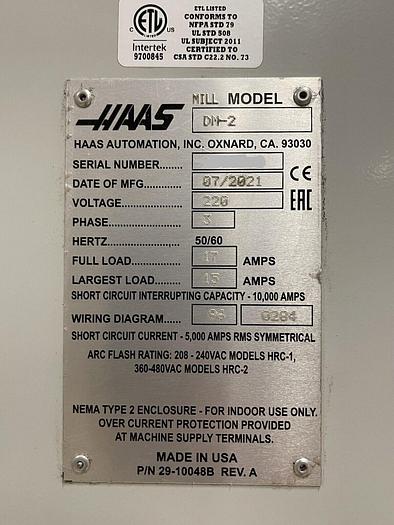 ETL LISTED
CONFORMS TO
NFPA STD 79
UL STD 508
UL SUBJECT 2011
CERTIFIED TO
CSA STD C22.2 NO. 73
C ETL US
Intertek
9700845
HAAS MILL MODEL
DM-2
HAAS AUTOMATION, INC. OXNARD, CA. 93030
SERIAL NUMBER...........
DATE OF MFG............. 07/2021 CE
VOLTAGE.................. 220 EAC
PHASE...................... 3
HERTZ 50/60
FULL LOAD............... 17 AMPS
LARGEST LOAD........ 15 AMPS
SHORT CIRCUIT INTERRUPTING CAPACITY - 10,000 AMPS
WIRING DIAGRAM...... 96 0284
SHORT CIRCUIT CURRENT - 5,000 AMPS RMS SYMMETRICAL
ARC FLASH RATING: 208 - 240VAC MODELS HRC-1,
360-480VAC MODELS HRC-2
NEMA TYPE 2 ENCLOSURE - FOR INDOOR USE ONLY.
OVER CURRENT PROTECTION PROVIDED
AT MACHINE SUPPLY TERMINALS.
MADE IN USA
P/N 29-10048B REV. A